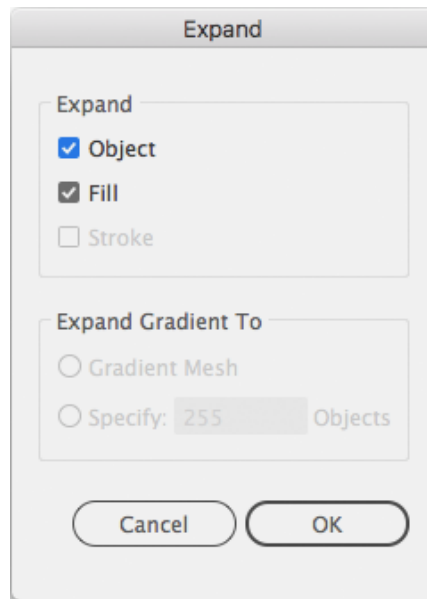 Expand
Expand
Object
Fill
Stroke
Expand Gradient To
Gradient Mesh
Specify: 255 Objects
Cancel OK